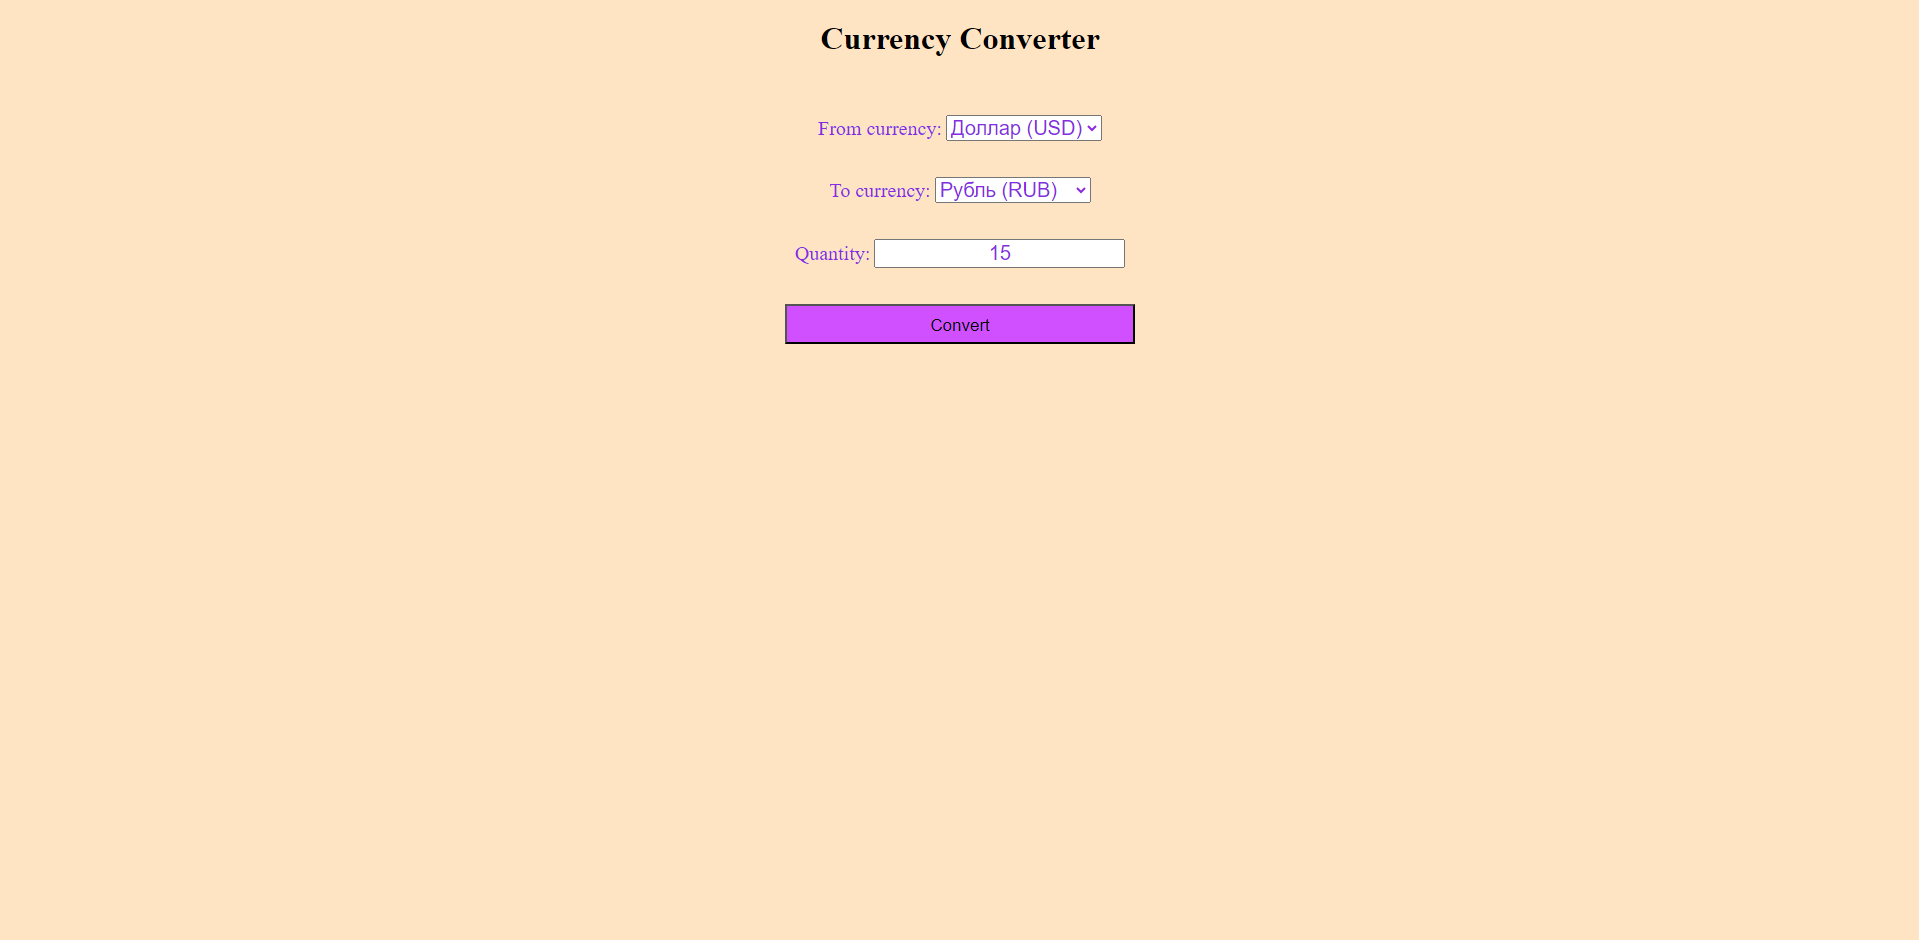 Currency Converter
From currency: Доллар (USD)
To currency: Рубль (RUB)
Quantity: 15
Convert